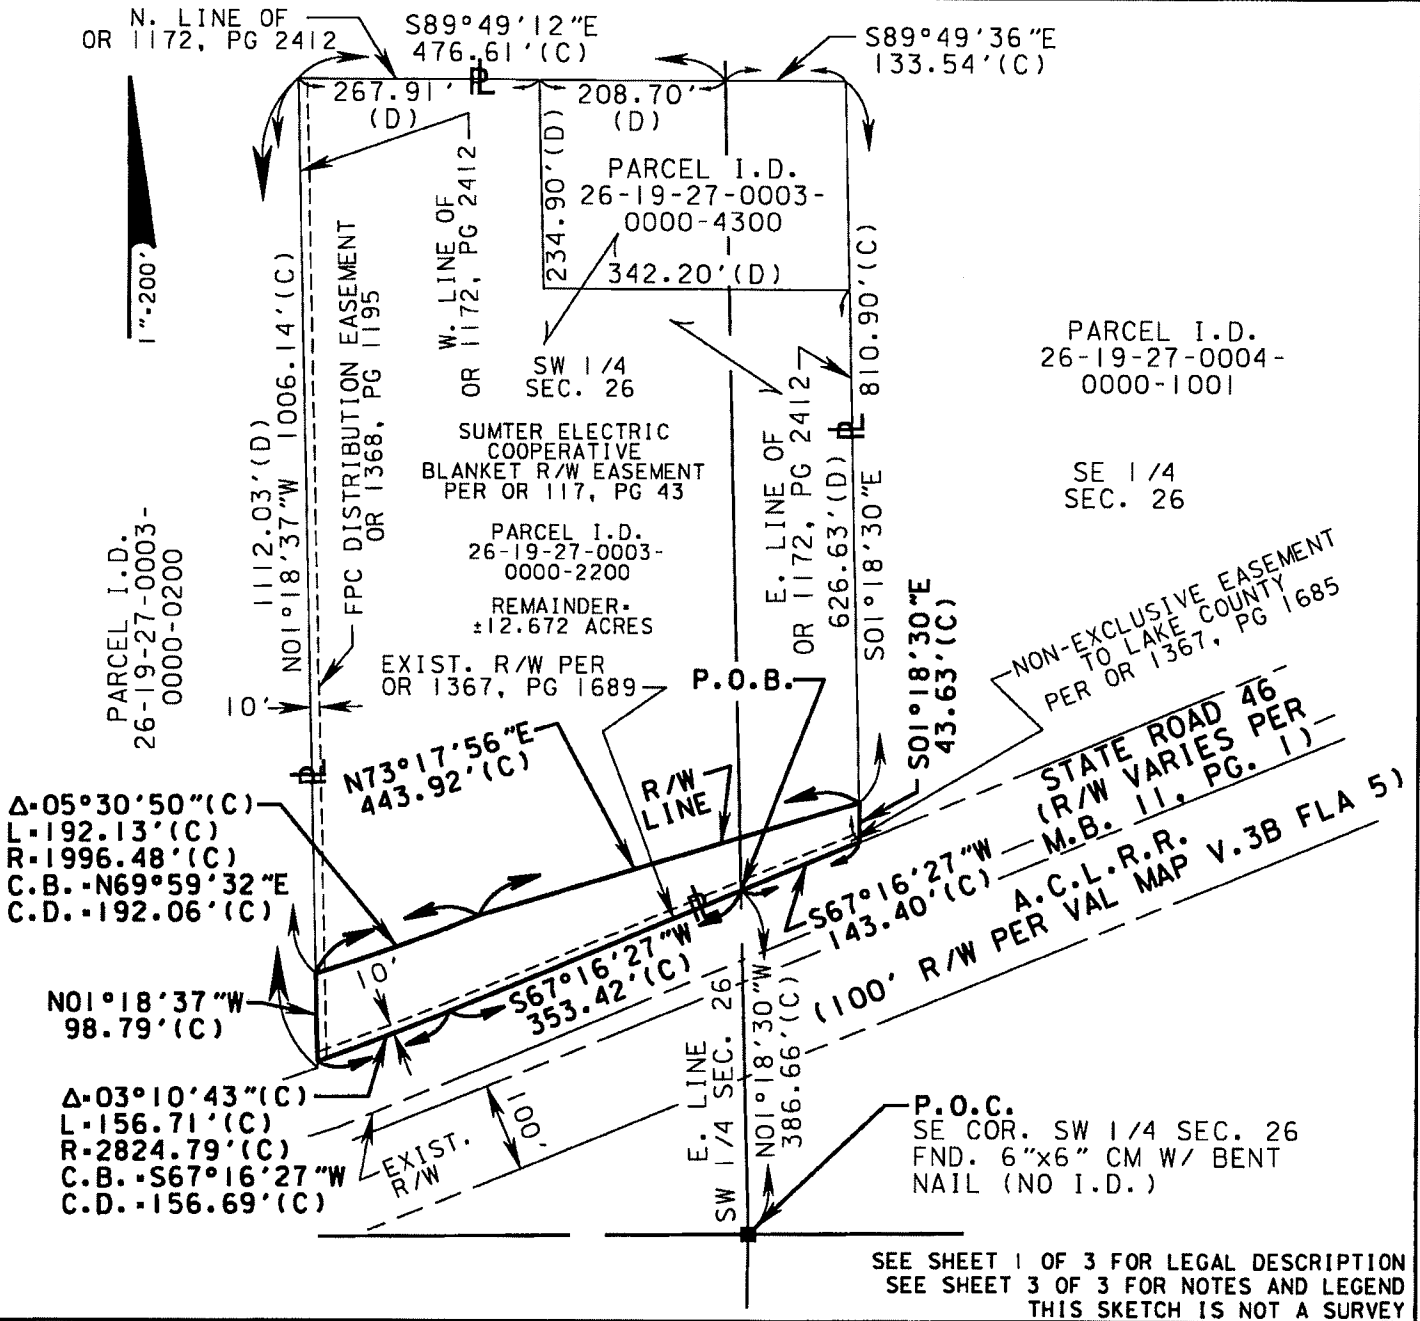 N. LINE OF
OR 1172, PG 2412
S89°49'12"E
476.61'(C)
S89°49'36"E
133.54'(C)
267.91'
(D)
208.70'
(D)
PL
234.90'(D)
PARCEL I.D.
26-19-27-0003-
0000-4300
342.20'(D)
1"=200'
1112.03'(D)
N01°18'37"W 1006.14'(C)
FPC DISTRIBUTION EASEMENT
OR 1368, PG 1195
W. LINE OF
OR 1172, PG 2412
SW 1/4
SEC. 26
SUMTER ELECTRIC
COOPERATIVE
BLANKET R/W EASEMENT
PER OR 117, PG 43
PARCEL I.D.
26-19-27-0003-
0000-2200
REMAINDER=
±12.672 ACRES
E. LINE OF
OR 1172, PG 2412
626.63'(D)
PL
810.90'(C)
S01°18'30"E
PARCEL I.D.
26-19-27-0004-
0000-1001
SE 1/4
SEC. 26
PARCEL I.D.
26-19-27-0003-
0000-0200
10'
PL
EXIST. R/W PER
OR 1367, PG 1689
P.O.B.
S01°18'30"E
43.63'(C)
NON-EXCLUSIVE EASEMENT
TO LAKE COUNTY
PER OR 1367, PG 1685
N73°17'56"E
443.92'(C)
R/W
LINE
STATE ROAD 46
(R/W VARIES PER
M.B. 11, PG. 1)
A.C.L.R.R.
(100' R/W PER VAL MAP V.3B FLA 5)
Δ=05°30'50"(C)
L=192.13'(C)
R=1996.48'(C)
C.B.=N69°59'32"E
C.D.=192.06'(C)
PL
S67°16'27"W
143.40'(C)
S67°16'27"W
353.42'(C)
10'
N01°18'37"W
98.79'(C)
Δ=03°10'43"(C)
L=156.71'(C)
R=2824.79'(C)
C.B.=S67°16'27"W
C.D.=156.69'(C)
EXIST.
R/W
100'
E. LINE
SW 1/4 SEC. 26
N01°18'30"W
386.66'(C)
P.O.C.
SE COR. SW 1/4 SEC. 26
FND. 6"x6" CM W/ BENT
NAIL (NO I.D.)
SEE SHEET 1 OF 3 FOR LEGAL DESCRIPTION
SEE SHEET 3 OF 3 FOR NOTES AND LEGEND
THIS SKETCH IS NOT A SURVEY